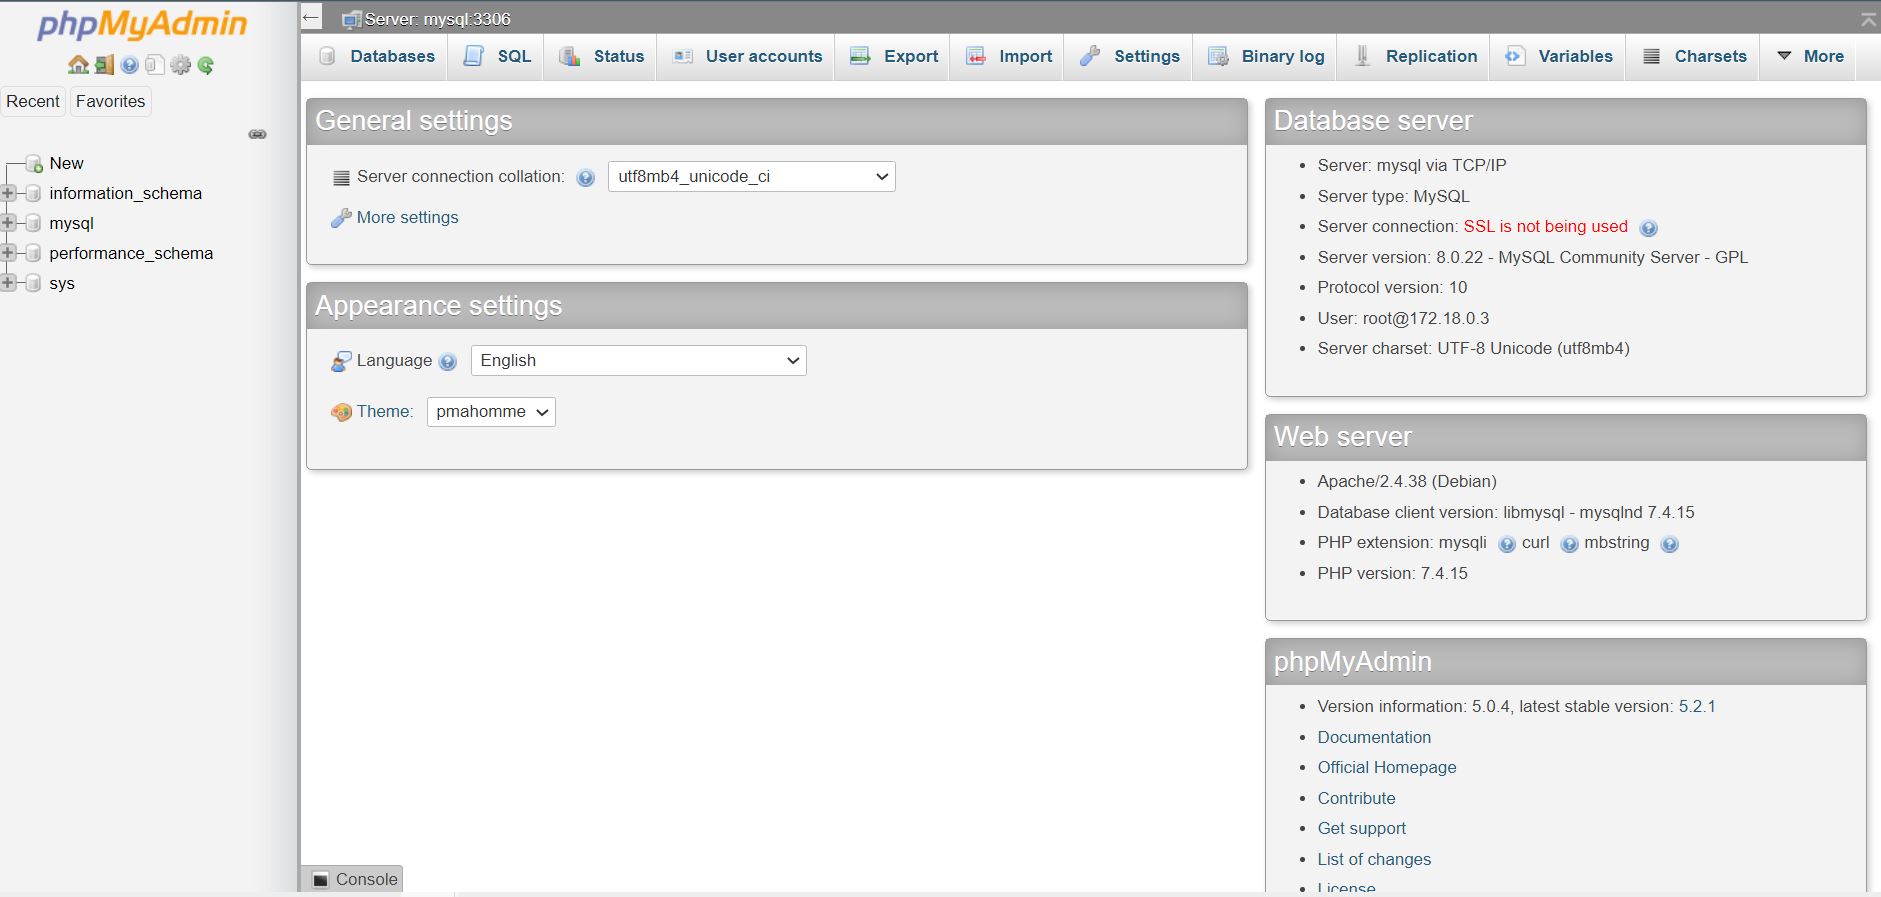 phpMyAdmin
Recent Favorites
New
information_schema
mysql
performance_schema
sys
Server: mysql:3306
Databases SQL Status User accounts Export Import Settings Binary log Replication Variables Charsets More
General settings
Server connection collation: utf8mb4_unicode_ci
More settings
Appearance settings
Language English
Theme: pmahomme
Database server
Server: mysql via TCP/IP
Server type: MySQL
Server connection: SSL is not being used
Server version: 8.0.22 - MySQL Community Server - GPL
Protocol version: 10
User: root@172.18.0.3
Server charset: UTF-8 Unicode (utf8mb4)
Web server
Apache/2.4.38 (Debian)
Database client version: libmysql - mysqlnd 7.4.15
PHP extension: mysqli curl mbstring
PHP version: 7.4.15
phpMyAdmin
Version information: 5.0.4, latest stable version: 5.2.1
Documentation
Official Homepage
Contribute
Get support
List of changes
License
Console